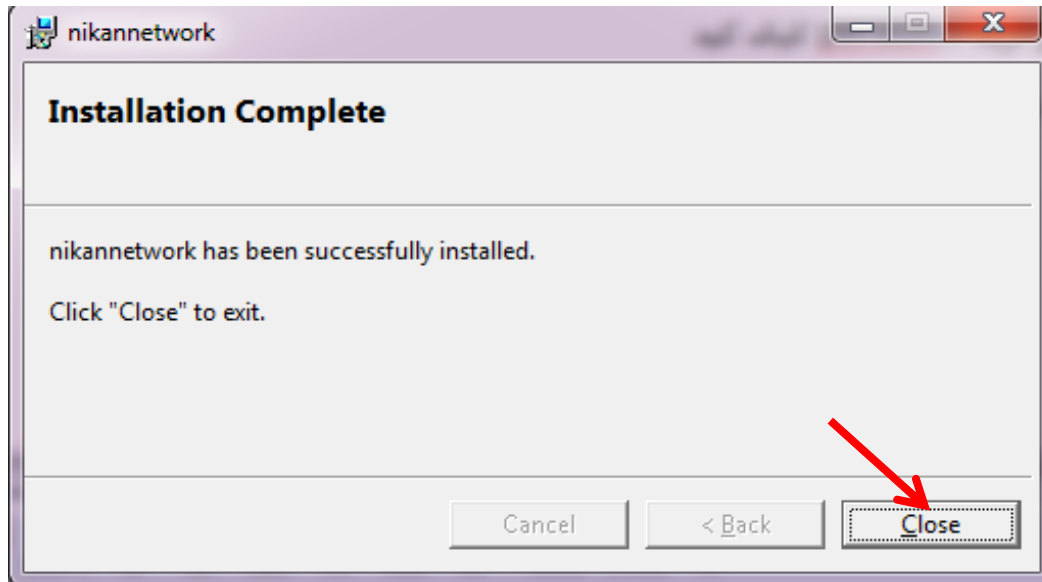 nikannetwork
Installation Complete
nikannetwork has been successfully installed.
Click "Close" to exit.
Cancel
< Back
Close